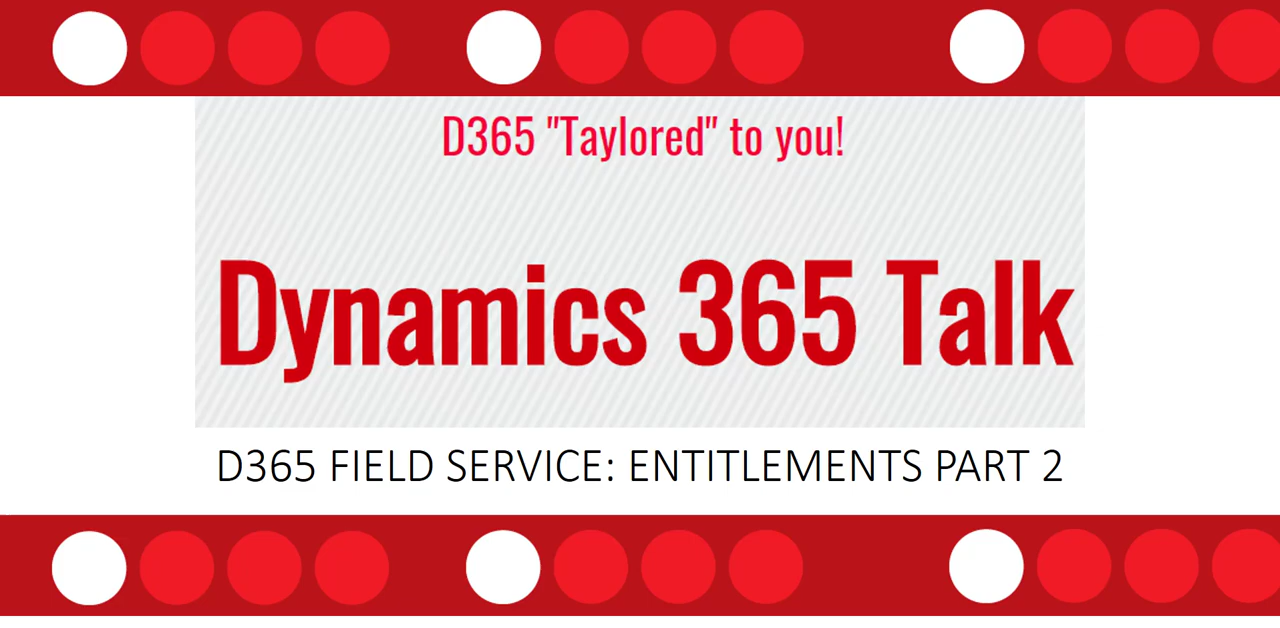 D365 "Taylored" to you!
Dynamics 365 Talk
D365 FIELD SERVICE: ENTITLEMENTS PART 2